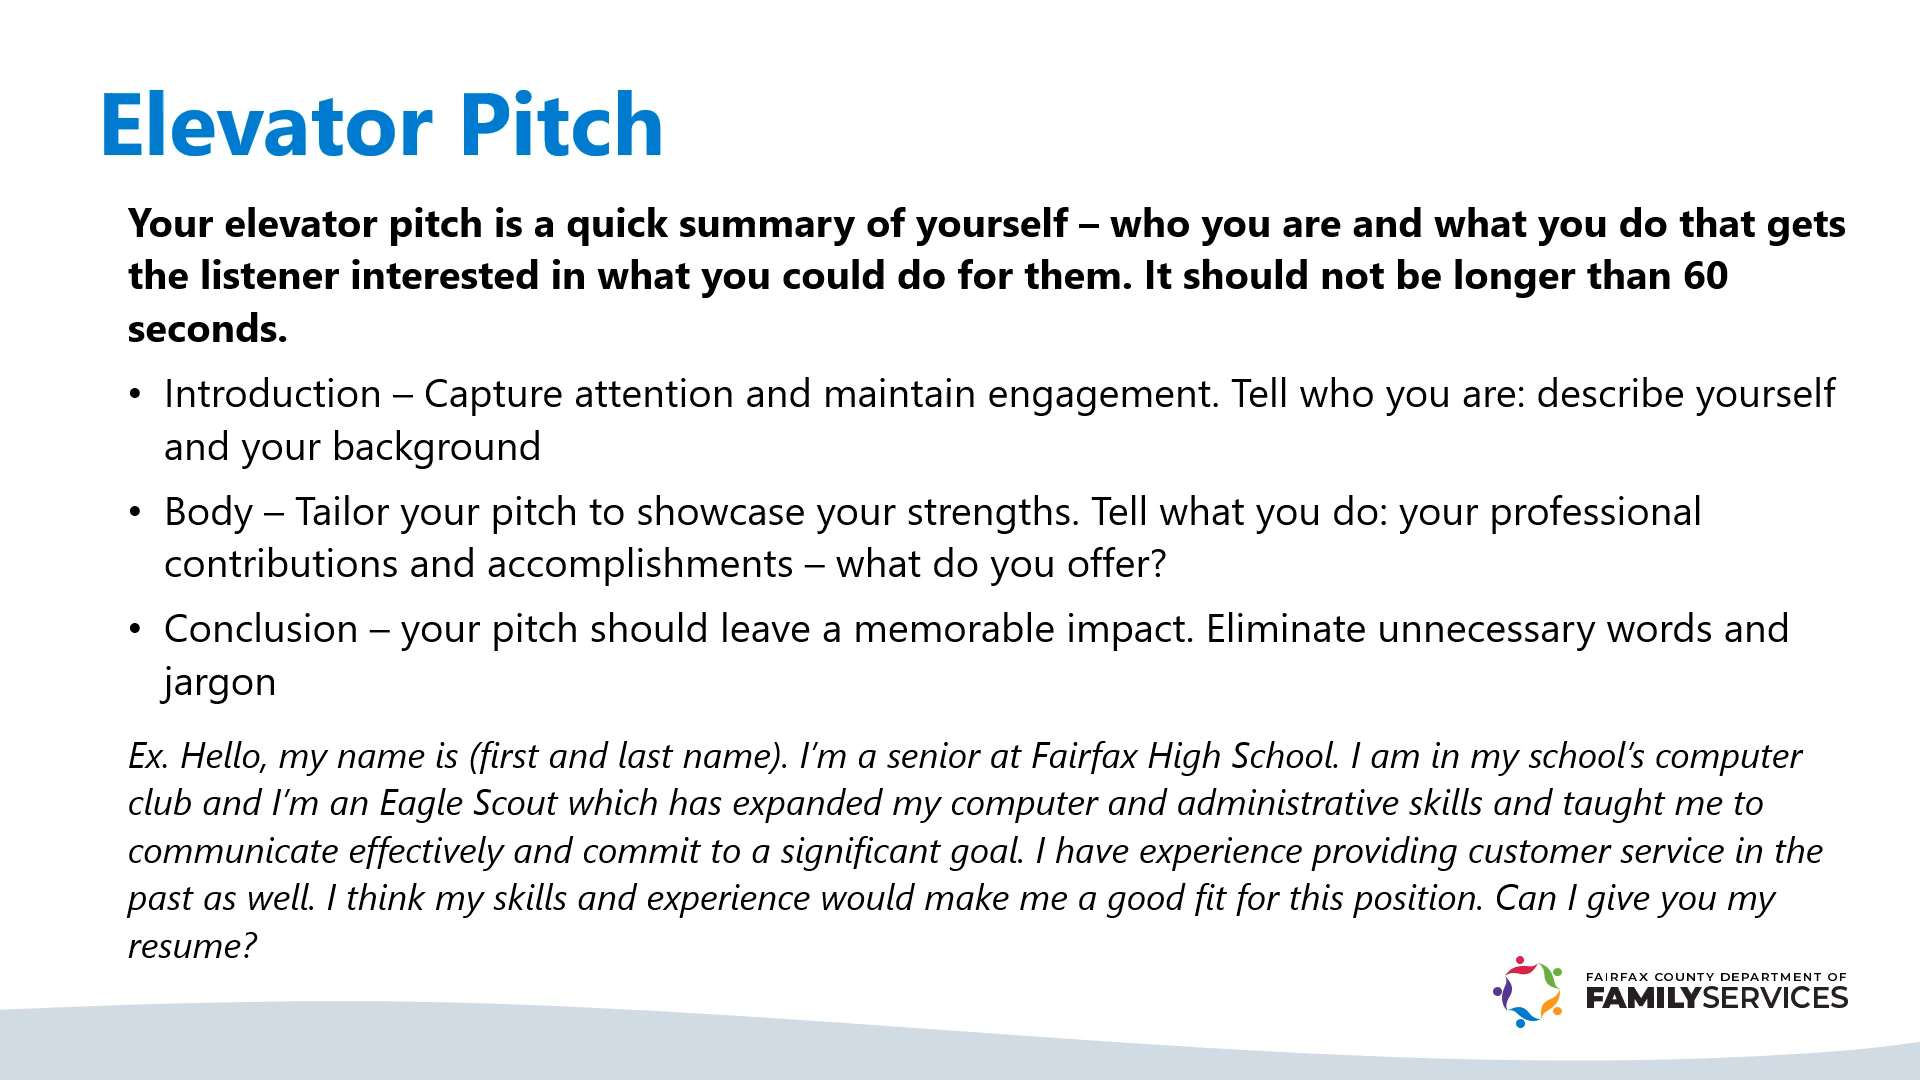 Elevator Pitch
Your elevator pitch is a quick summary of yourself – who you are and what you do that gets
the listener interested in what you could do for them. It should not be longer than 60
seconds.
• Introduction – Capture attention and maintain engagement. Tell who you are: describe yourself
and your background
• Body – Tailor your pitch to showcase your strengths. Tell what you do: your professional
contributions and accomplishments – what do you offer?
• Conclusion – your pitch should leave a memorable impact. Eliminate unnecessary words and
jargon
Ex. Hello, my name is (first and last name). I’m a senior at Fairfax High School. I am in my school’s computer
club and I’m an Eagle Scout which has expanded my computer and administrative skills and taught me to
communicate effectively and commit to a significant goal. I have experience providing customer service in the
past as well. I think my skills and experience would make me a good fit for this position. Can I give you my
resume?
FAIRFAX COUNTY DEPARTMENT OF
FAMILYSERVICES